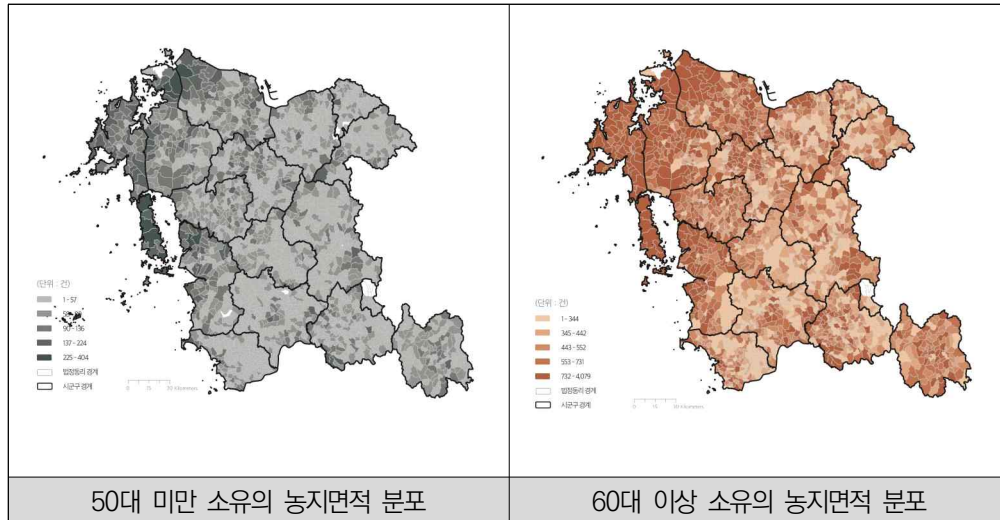 (단위 : 건)
1 - 57
90 - 136
137 - 224
225 - 404
법정동리 경계
시군구 경계
(단위 : 건)
1 - 344
345 - 442
443 - 552
553 - 731
732 - 4,079
법정동리 경계
시군구 경계
50대 미만 소유의 농지면적 분포
60대 이상 소유의 농지면적 분포